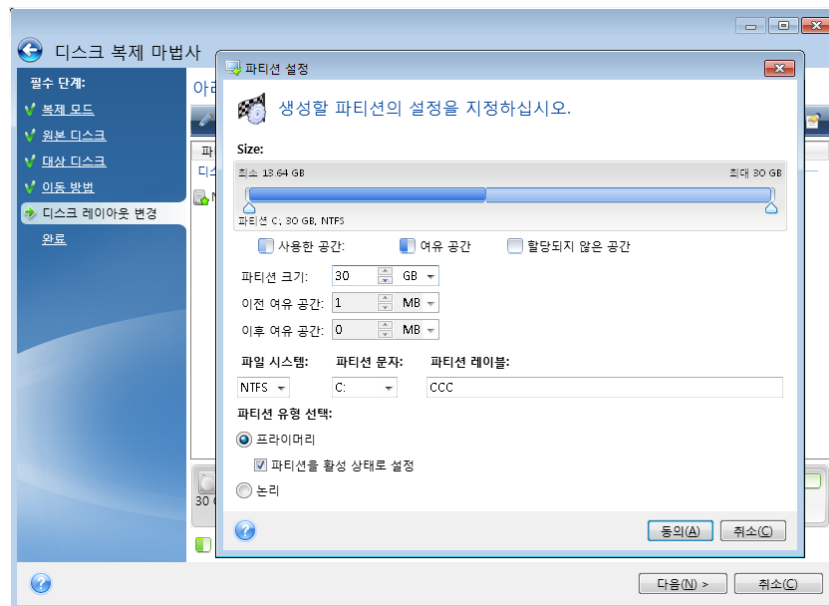 디스크 복제 마법사
필수 단계:
복제 모드
원본 디스크
대상 디스크
이동 방법
디스크 레이아웃 변경
완료
파티션 설정
생성할 파티션의 설정을 지정하십시오.
Size:
최소 13.64 GB
최대 30 GB
파티션 C, 30 GB, NTFS
사용한 공간: 여유 공간 할당되지 않은 공간
파티션 크기: 30 GB
이전 여유 공간: 1 MB
이후 여유 공간: 0 MB
파일 시스템: 파티션 문자: 파티션 레이블:
NTFS C: CCC
파티션 유형 선택:
프라이머리
파티션을 활성 상태로 설정
논리
동의(A) 취소(C)
30
다음(N) > 취소(C)